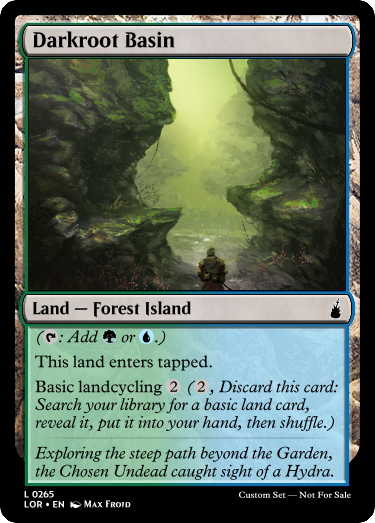 Darkroot Basin
Land — Forest Island
(: Add or .)
This land enters tapped.
Basic landcycling 2 (2, Discard this card:
Search your library for a basic land card,
reveal it, put it into your hand, then shuffle.)
Exploring the steep path beyond the Garden,
the Chosen Undead caught sight of a Hydra.
L 0265
LOR • EN Max Froid
Custom Set — Not For Sale